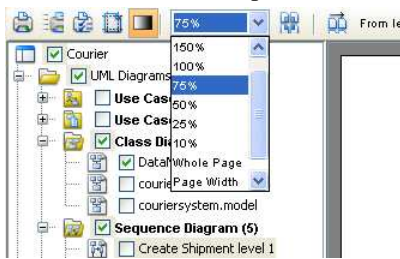 75% From le
150%
Courier
100%
UML Diagrams
75%
Use Cas
50%
Use Cas
25%
Class Dia
10%
DataM
Whole Page
courie
Page Width
couriersystem.model
Sequence Diagram (5)
Create Shipment level 1